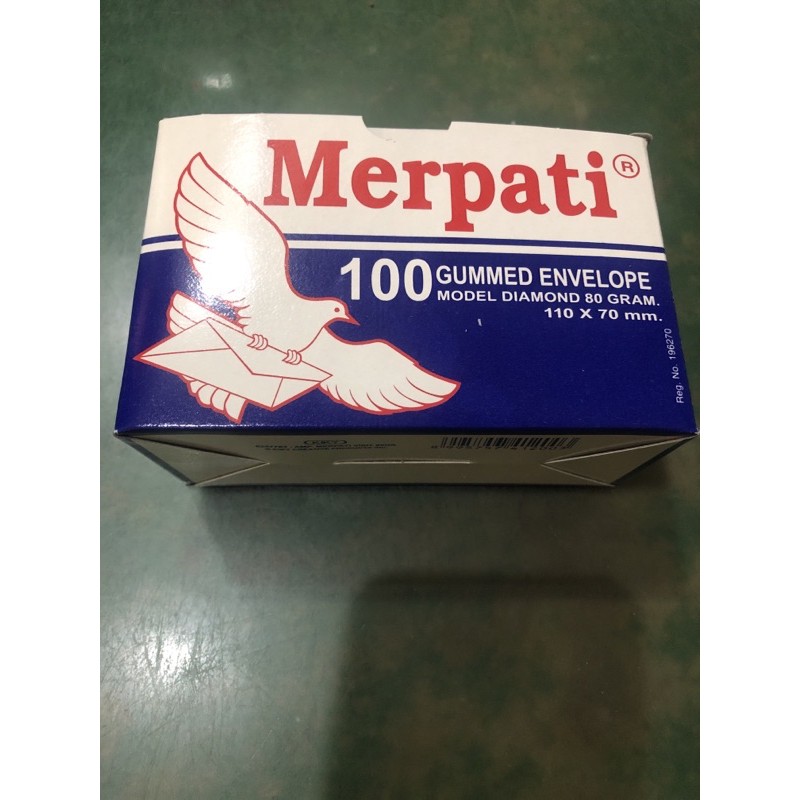 Merpati ®
100 GUMMED ENVELOPE
MODEL DIAMOND 80 GRAM.
110 X 70 mm.
Reg. No. 196270